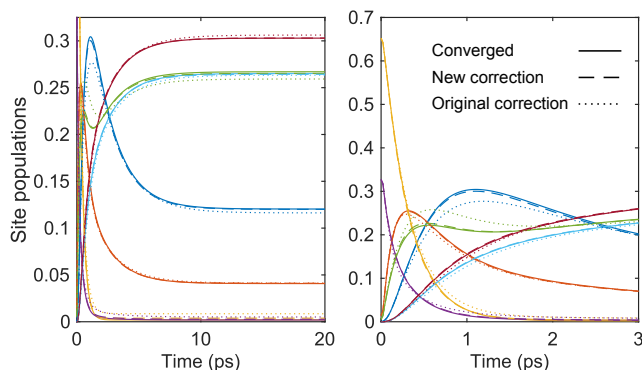 0.3
0.25
0.2
0.15
0.1
0.05
0
Site populations
0 10 20
Time (ps)
0.7
0.6
0.5
0.4
0.3
0.2
0.1
0
Converged
New correction
Original correction
0 1 2 3
Time (ps)